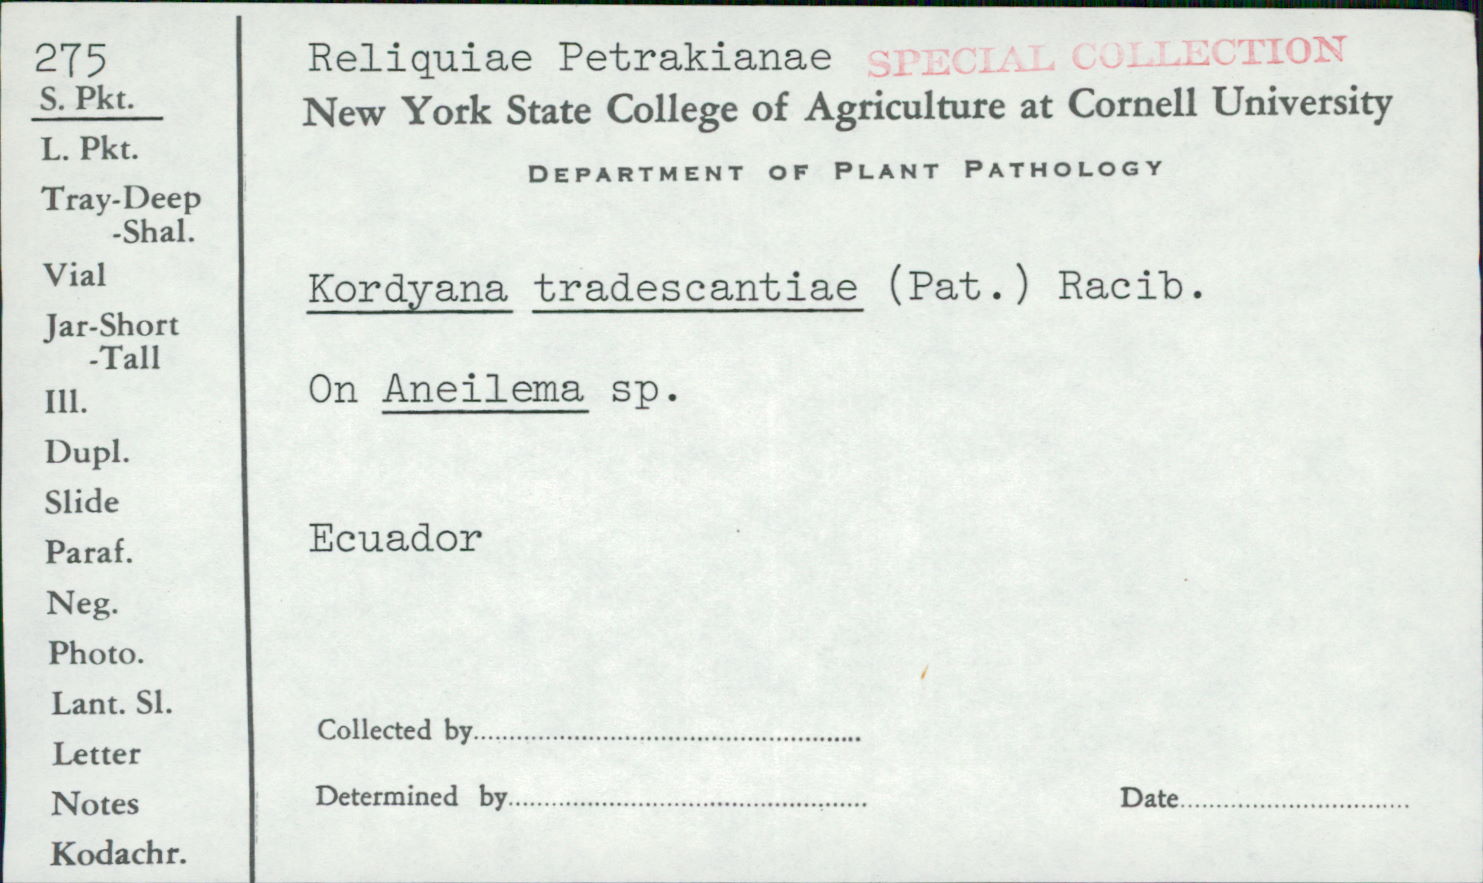 275
S. Pkt.
L. Pkt.
Tray-Deep
-Shal.
Vial
Jar-Short
-Tall
Ill.
Dupl.
Slide
Paraf.
Neg.
Photo.
Lant. Sl.
Letter
Notes
Kodachr.
Reliquiae Petrakianae SPECIAL COLLECTION
New York State College of Agriculture at Cornell University
DEPARTMENT OF PLANT PATHOLOGY
Kordyana tradescantiae (Pat.) Racib.
On Aneilema sp.
Ecuador
Collected by
Determined by Date